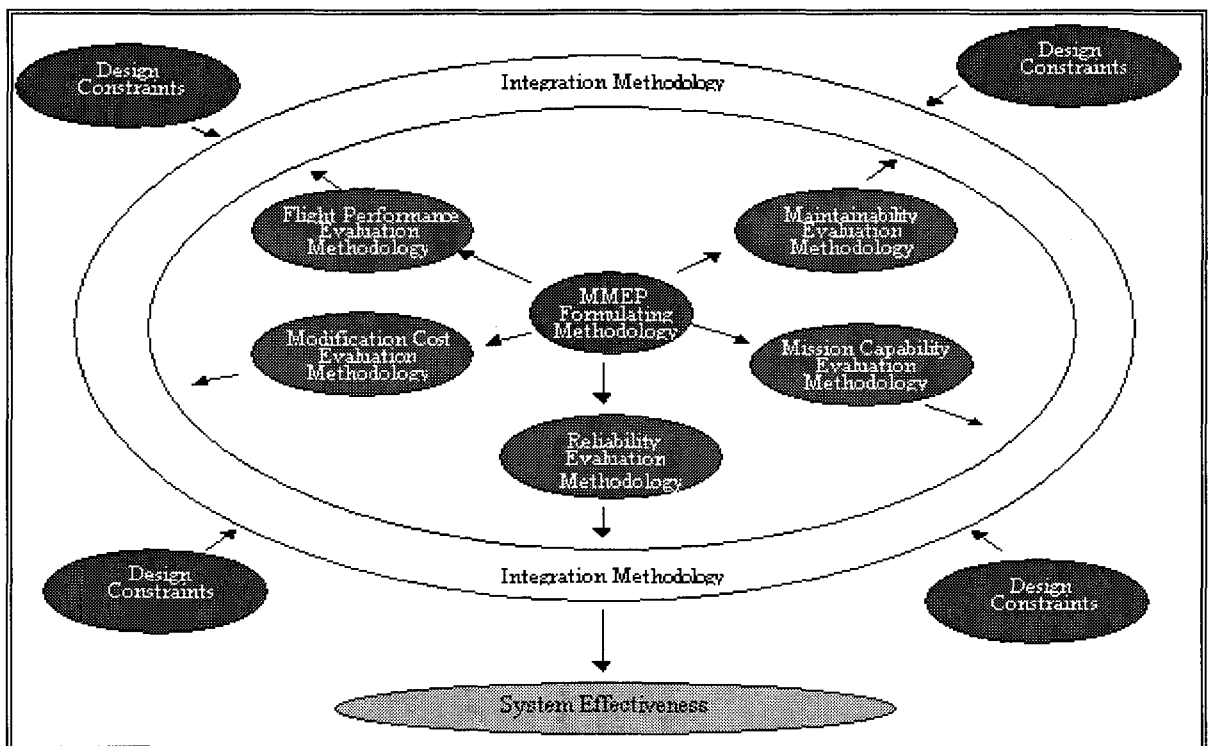 Design
Constraints
Design
Constraints
Integration Methodology
Flight Performance
Evaluation
Methodology
Maintainability
Evaluation
Methodology
MMEP
Formulating
Methodology
Modification Cost
Evaluation
Methodology
Mission Capability
Evaluation
Methodology
Reliability
Evaluation
Methodology
Integration Methodology
Design
Constraints
Design
Constraints
System Effectiveness